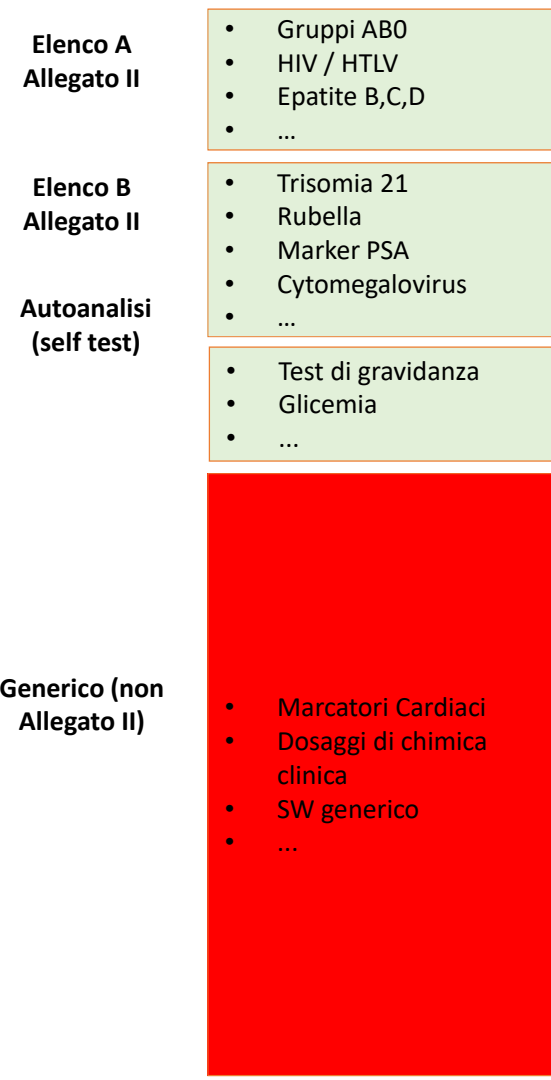 Elenco A
Allegato II
• Gruppi AB0
• HIV / HTLV
• Epatite B,C,D
• …
Elenco B
Allegato II
• Trisomia 21
• Rubella
• Marker PSA
• Cytomegalovirus
• …
Autoanalisi
(self test)
• Test di gravidanza
• Glicemia
• ...
Generico (non
Allegato II)
• Marcatori Cardiaci
• Dosaggi di chimica
clinica
• SW generico
• ...